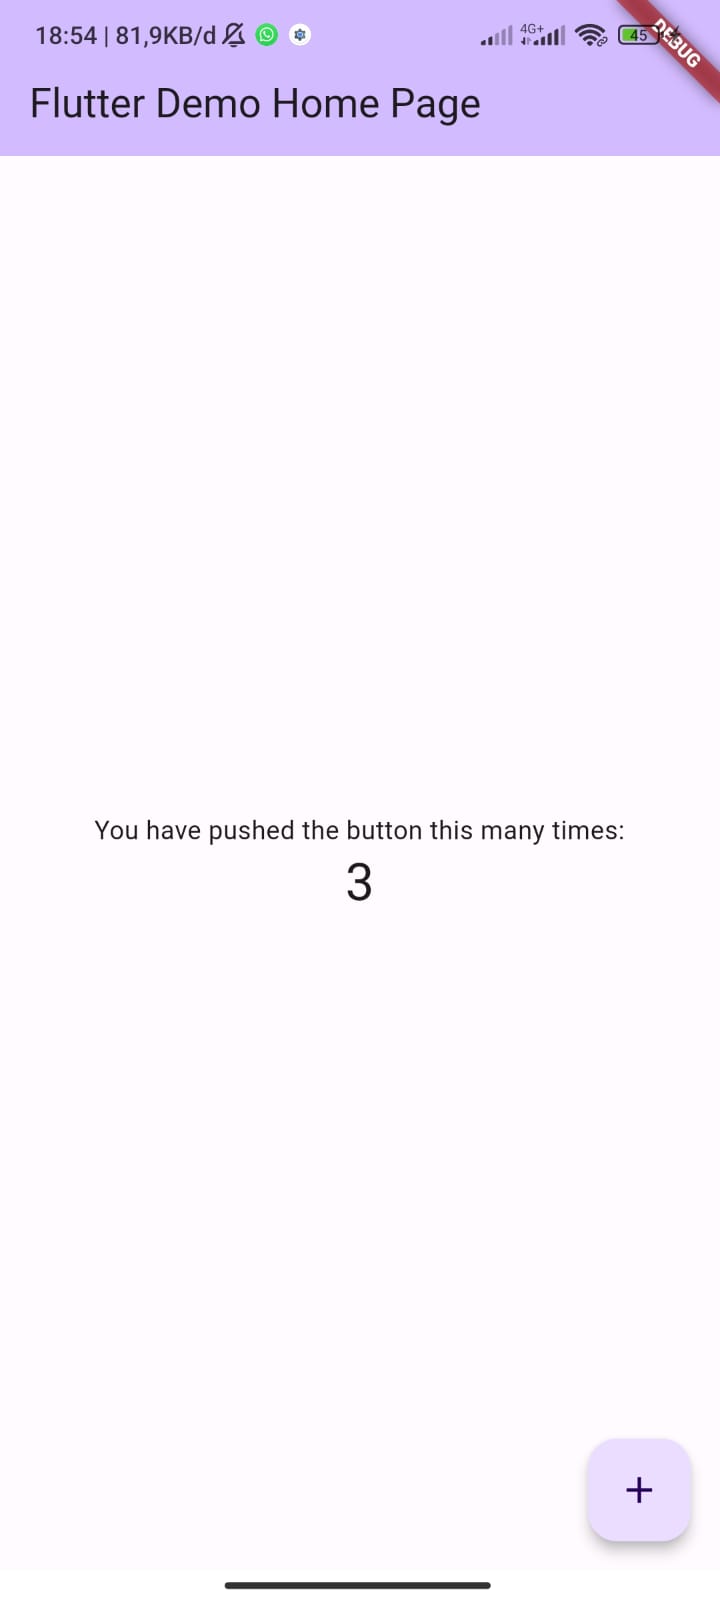 18:54 | 81,9KB/d
4G+
45
DEBUG
Flutter Demo Home Page
You have pushed the button this many times:
3
+